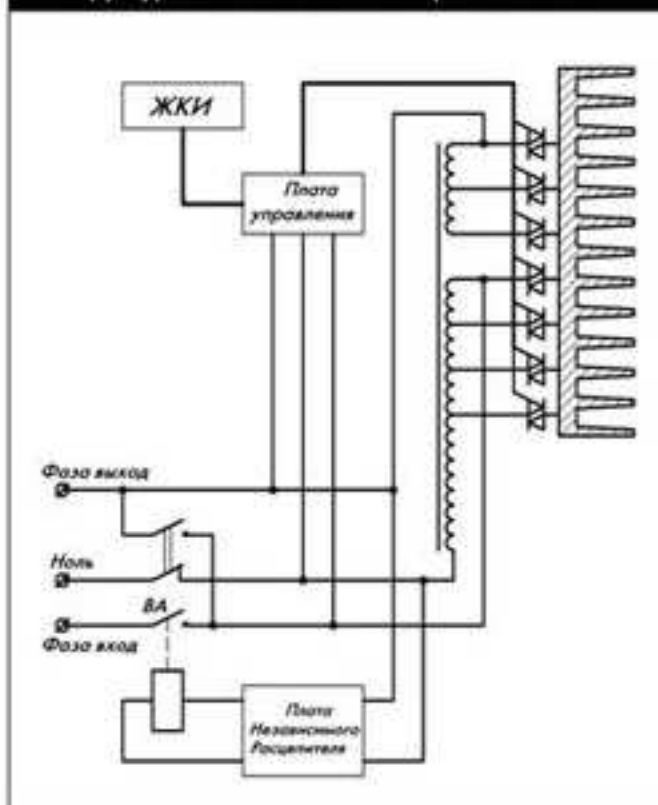 ЖКИ
Плата
управления
Фаза выход
Ноль
ВА
Фаза вход
Плата
Независимого
Расцепителя